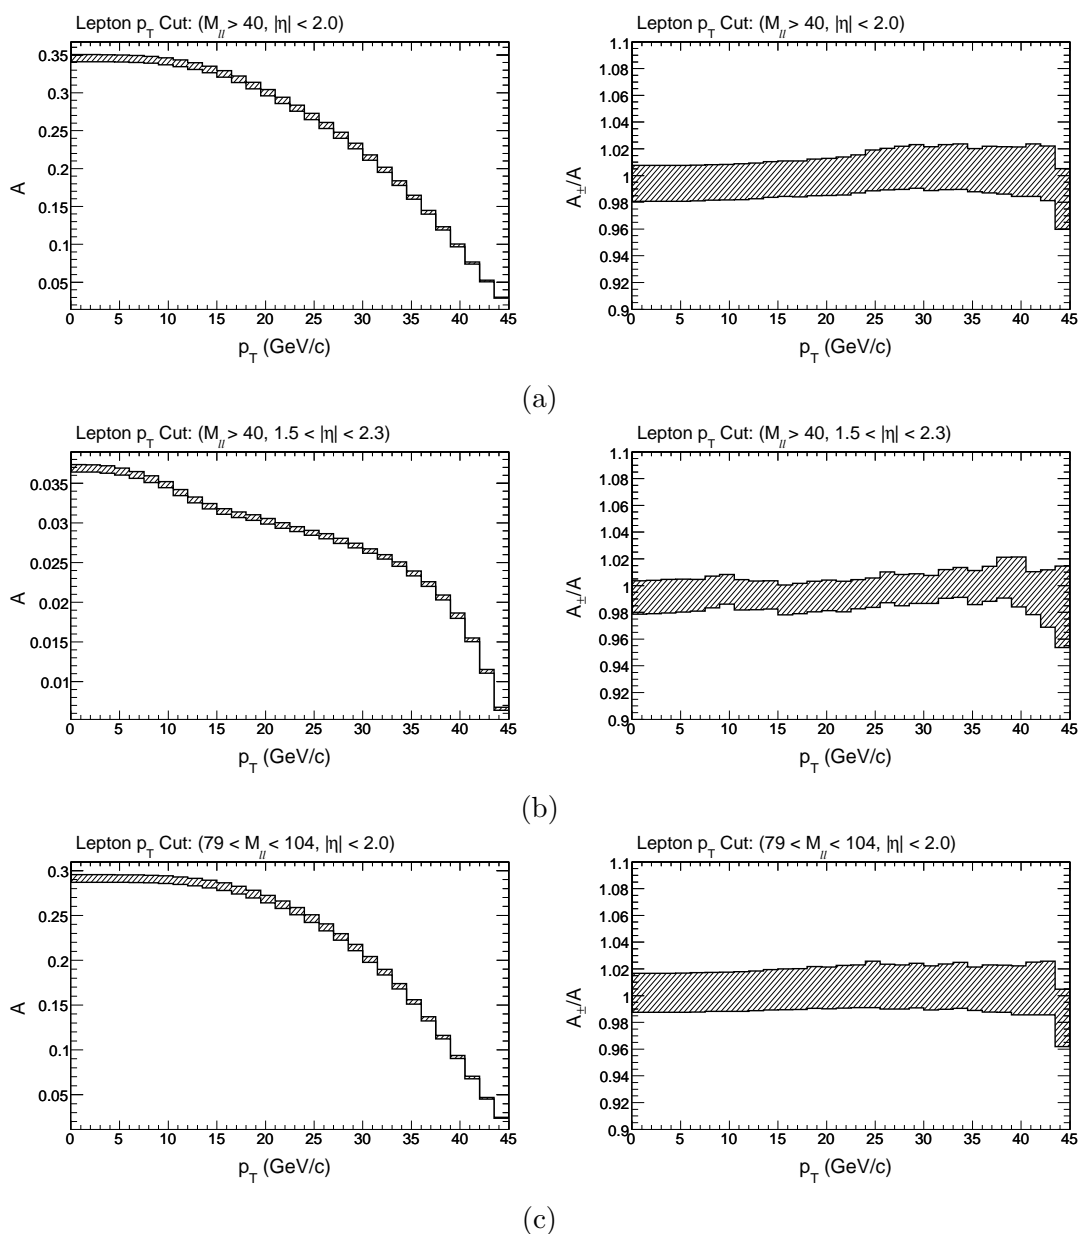 Lepton p_T Cut: (M_ll > 40, |η| < 2.0)
Lepton p_T Cut: (M_ll > 40, |η| < 2.0)
A
0.35
0.3
0.25
0.2
0.15
0.1
0.05
0 5 10 15 20 25 30 35 40 45
p_T (GeV/c)
A_±/A
1.1
1.08
1.06
1.04
1.02
1
0.98
0.96
0.94
0.92
0.9
0 5 10 15 20 25 30 35 40 45
p_T (GeV/c)
(a)
Lepton p_T Cut: (M_ll > 40, 1.5 < |η| < 2.3)
Lepton p_T Cut: (M_ll > 40, 1.5 < |η| < 2.3)
A
0.035
0.03
0.025
0.02
0.015
0.01
0 5 10 15 20 25 30 35 40 45
p_T (GeV/c)
A_±/A
1.1
1.08
1.06
1.04
1.02
1
0.98
0.96
0.94
0.92
0.9
0 5 10 15 20 25 30 35 40 45
p_T (GeV/c)
(b)
Lepton p_T Cut: (79 < M_ll < 104, |η| < 2.0)
Lepton p_T Cut: (79 < M_ll < 104, |η| < 2.0)
A
0.3
0.25
0.2
0.15
0.1
0.05
0 5 10 15 20 25 30 35 40 45
p_T (GeV/c)
A_±/A
1.1
1.08
1.06
1.04
1.02
1
0.98
0.96
0.94
0.92
0.9
0 5 10 15 20 25 30 35 40 45
p_T (GeV/c)
(c)